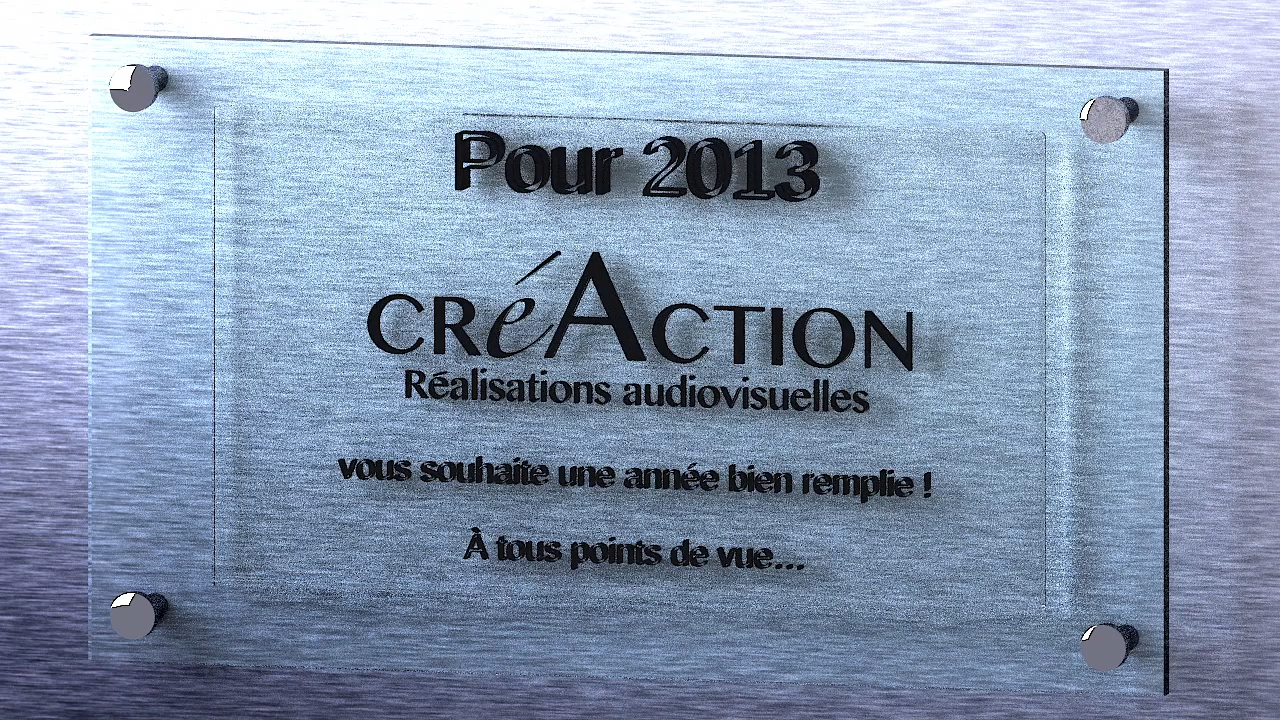 Pour 2013
CRéACTION
Réalisations audiovisuelles
vous souhaite une année bien remplie !
À tous points de vue...